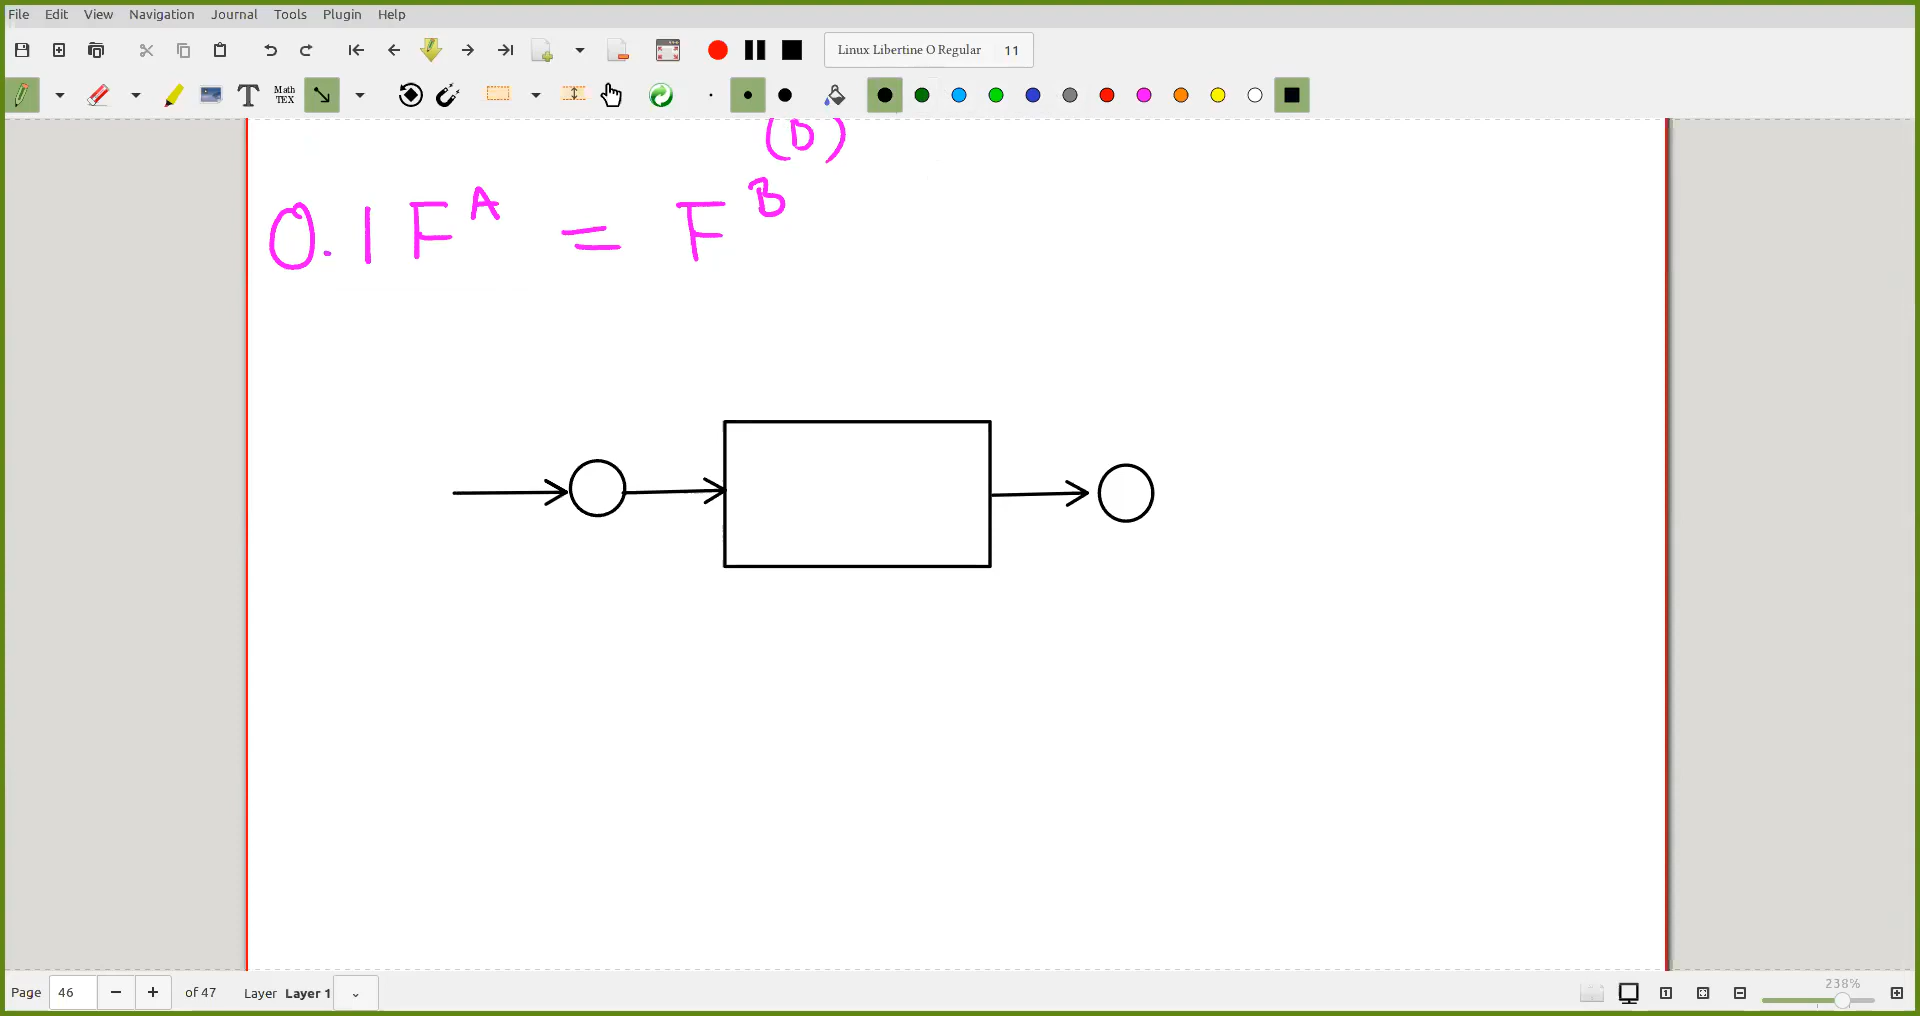 File Edit View Navigation Journal Tools Plugin Help
Linux Libertine O Regular 11
Math TEX
(D)
0.1 F^A = F^B
Page 46 of 47 Layer Layer 1 238%